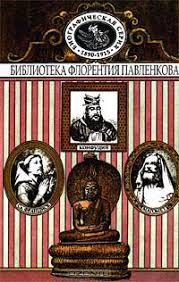 БИОГРАФИЧЕСКАЯ СЕРИЯ
1890-1915
БИБЛИОТЕКА ФЛОРЕНТИЯ ПАВЛЕНКОВА
КОНФУЦИЙ